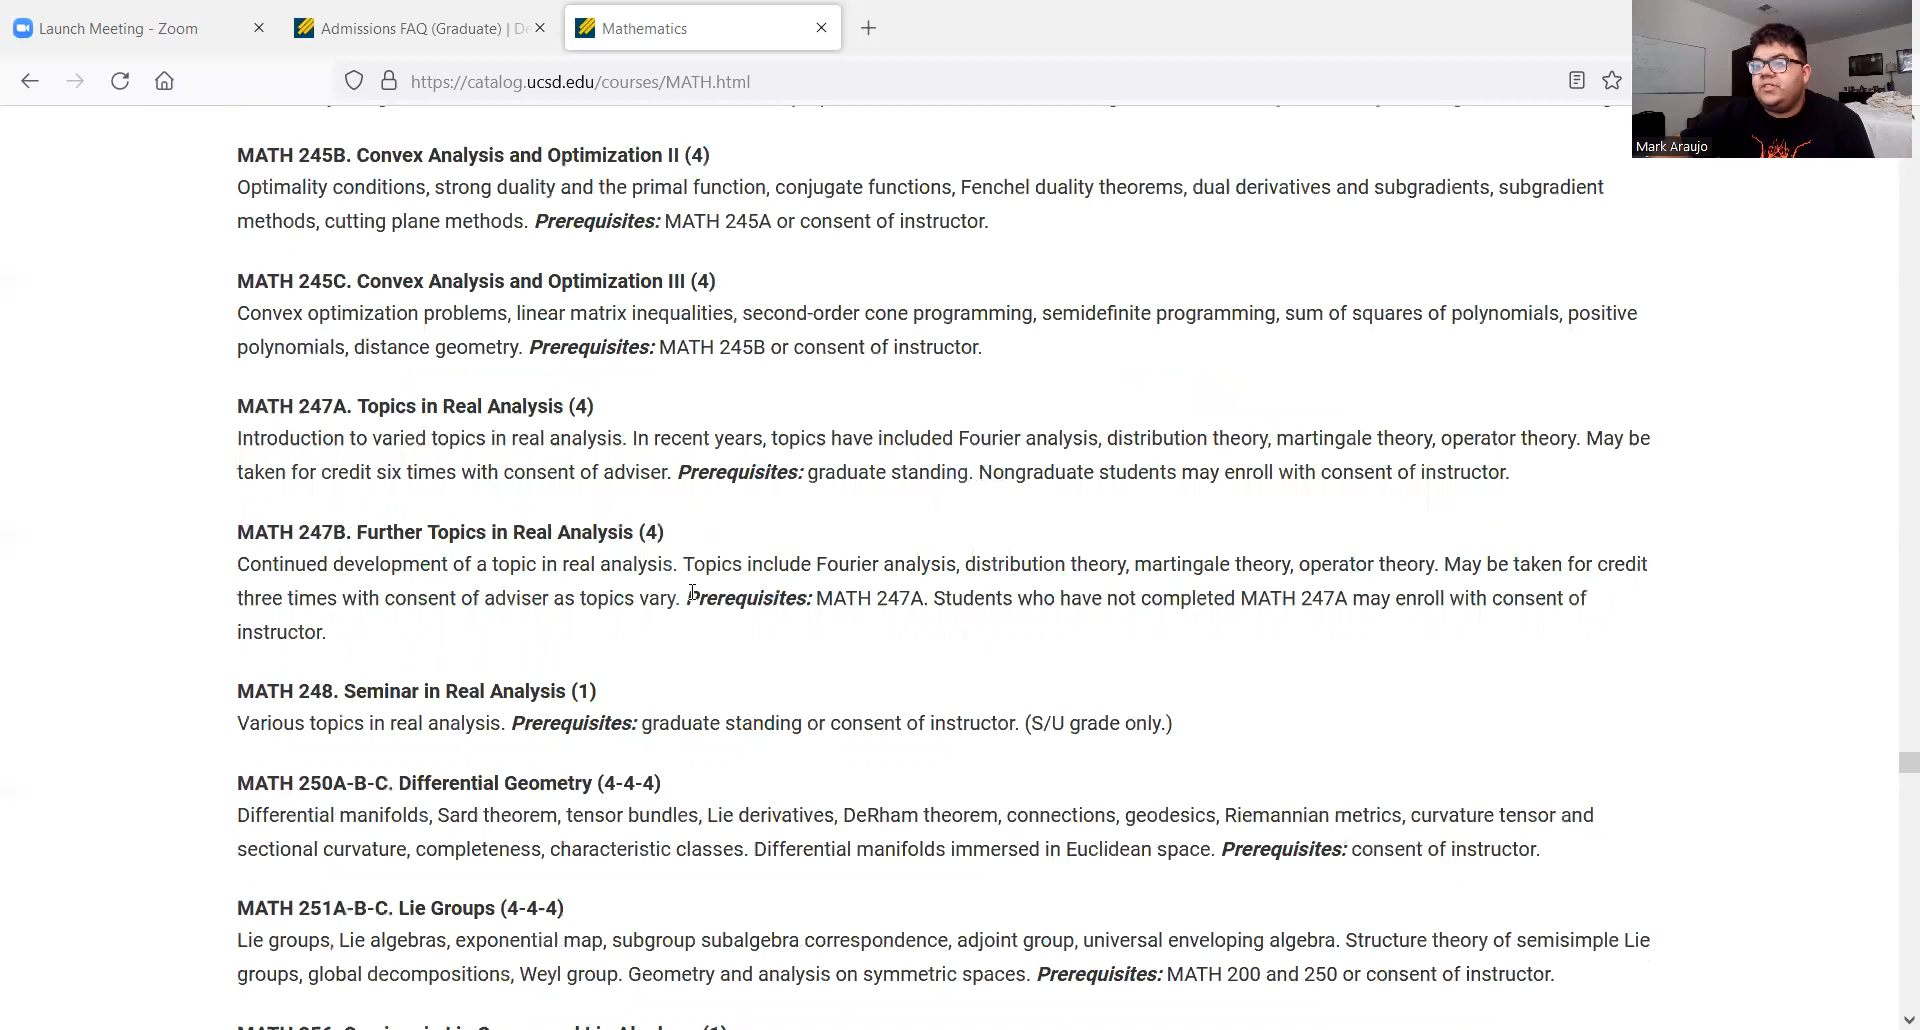 Launch Meeting - Zoom
Admissions FAQ (Graduate) | De
Mathematics
https://catalog.ucsd.edu/courses/MATH.html
Mark Araujo
MATH 245B. Convex Analysis and Optimization II (4)
Optimality conditions, strong duality and the primal function, conjugate functions, Fenchel duality theorems, dual derivatives and subgradients, subgradient
methods, cutting plane methods. Prerequisites: MATH 245A or consent of instructor.
MATH 245C. Convex Analysis and Optimization III (4)
Convex optimization problems, linear matrix inequalities, second-order cone programming, semidefinite programming, sum of squares of polynomials, positive
polynomials, distance geometry. Prerequisites: MATH 245B or consent of instructor.
MATH 247A. Topics in Real Analysis (4)
Introduction to varied topics in real analysis. In recent years, topics have included Fourier analysis, distribution theory, martingale theory, operator theory. May be
taken for credit six times with consent of adviser. Prerequisites: graduate standing. Nongraduate students may enroll with consent of instructor.
MATH 247B. Further Topics in Real Analysis (4)
Continued development of a topic in real analysis. Topics include Fourier analysis, distribution theory, martingale theory, operator theory. May be taken for credit
three times with consent of adviser as topics vary. Prerequisites: MATH 247A. Students who have not completed MATH 247A may enroll with consent of
instructor.
MATH 248. Seminar in Real Analysis (1)
Various topics in real analysis. Prerequisites: graduate standing or consent of instructor. (S/U grade only.)
MATH 250A-B-C. Differential Geometry (4-4-4)
Differential manifolds, Sard theorem, tensor bundles, Lie derivatives, DeRham theorem, connections, geodesics, Riemannian metrics, curvature tensor and
sectional curvature, completeness, characteristic classes. Differential manifolds immersed in Euclidean space. Prerequisites: consent of instructor.
MATH 251A-B-C. Lie Groups (4-4-4)
Lie groups, Lie algebras, exponential map, subgroup subalgebra correspondence, adjoint group, universal enveloping algebra. Structure theory of semisimple Lie
groups, global decompositions, Weyl group. Geometry and analysis on symmetric spaces. Prerequisites: MATH 200 and 250 or consent of instructor.